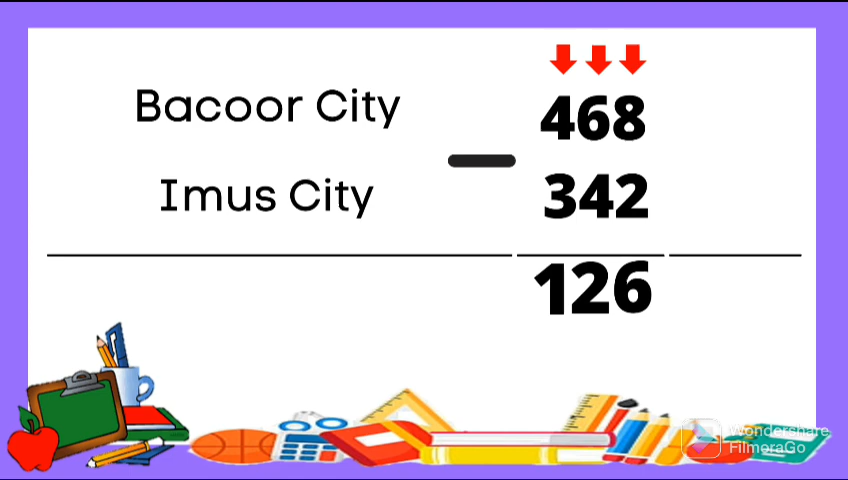 Bacoor City 468
—
Imus City 342
126
Wondershare
FilmoraGo